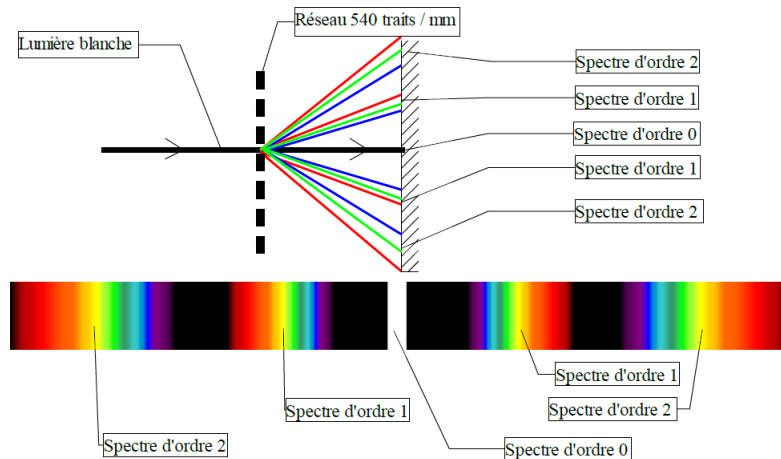 Réseau 540 traits / mm
Lumière blanche
Spectre d'ordre 2
Spectre d'ordre 1
Spectre d'ordre 0
Spectre d'ordre 1
Spectre d'ordre 2
Spectre d'ordre 1
Spectre d'ordre 1
Spectre d'ordre 2
Spectre d'ordre 2
Spectre d'ordre 0